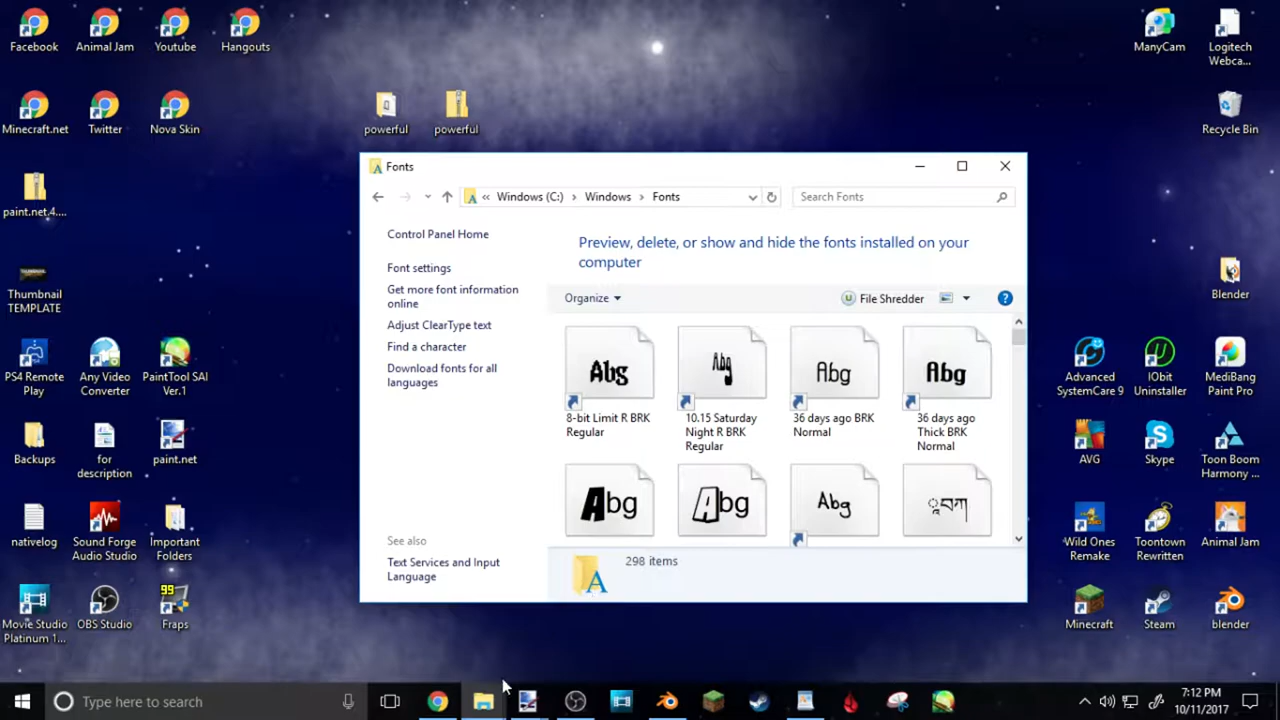 Facebook
Animal Jam
Youtube
Hangouts
ManyCam
Logitech
Webca...
Minecraft.net
Twitter
Nova Skin
powerful
powerful
Recycle Bin
paint.net.4....
Fonts
« Windows (C:) › Windows › Fonts
Search Fonts
Control Panel Home
Font settings
Get more font information
online
Adjust ClearType text
Find a character
Download fonts for all
languages
See also
Text Services and Input
Language
Preview, delete, or show and hide the fonts installed on your
computer
Organize
File Shredder
?
Abg
Abg
Abg
Abg
8-bit Limit R BRK
Regular
10.15 Saturday
Night R BRK
Regular
36 days ago BRK
Normal
36 days ago
Thick BRK
Normal
Abg
Abg
Abg
298 items
Thumbnail
TEMPLATE
Blender
PS4 Remote
Play
Any Video
Converter
PaintTool SAI
Ver.1
Advanced
SystemCare 9
IObit
Uninstaller
MediBang
Paint Pro
Backups
for
description
paint.net
AVG
Skype
Toon Boom
Harmony ...
nativelog
Sound Forge
Audio Studio
Important
Folders
Wild Ones
Remake
Toontown
Rewritten
Animal Jam
99
Movie Studio
Platinum 1...
OBS Studio
Fraps
Minecraft
Steam
blender
Type here to search
7:12 PM
10/11/2017